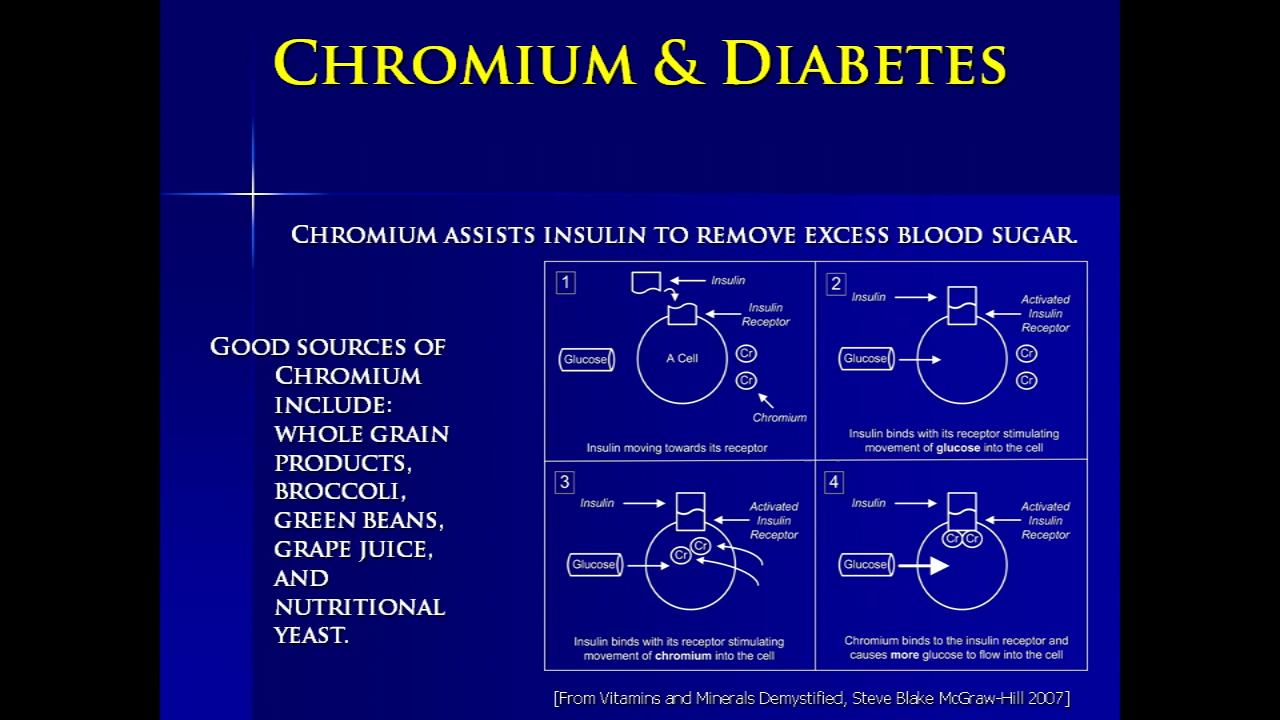 CHROMIUM & DIABETES
CHROMIUM ASSISTS INSULIN TO REMOVE EXCESS BLOOD SUGAR.
GOOD SOURCES OF
CHROMIUM
INCLUDE:
WHOLE GRAIN
PRODUCTS,
BROCCOLI,
GREEN BEANS,
GRAPE JUICE,
AND
NUTRITIONAL
YEAST.
1
Insulin
Insulin
Receptor
Glucose
A Cell
Cr
Cr
Chromium
Insulin moving towards its receptor
2
Insulin
Activated
Insulin
Receptor
Glucose
Cr
Cr
Insulin binds with its receptor stimulating
movement of glucose into the cell
3
Insulin
Activated
Insulin
Receptor
Cr
Cr
Glucose
Insulin binds with its receptor stimulating
movement of chromium into the cell
4
Insulin
Activated
Insulin
Receptor
Cr Cr
Glucose
Chromium binds to the insulin receptor and
causes more glucose to flow into the cell
[From Vitamins and Minerals Demystified, Steve Blake McGraw-Hill 2007]